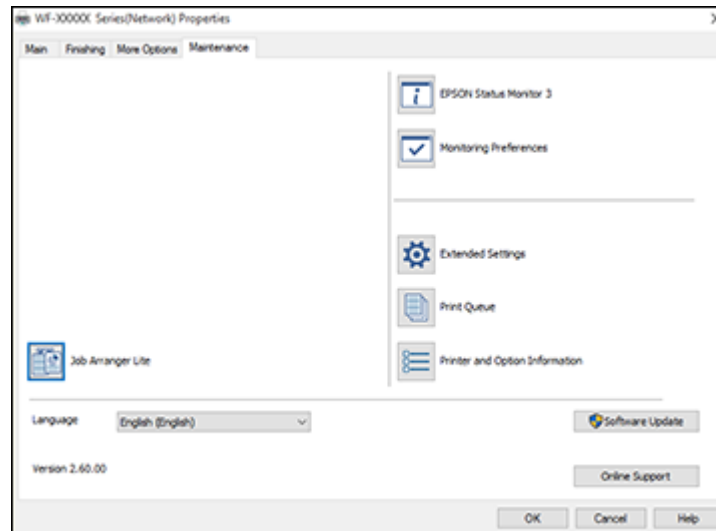 WF-XXXXX Series(Network) Properties
Main Finishing More Options Maintenance
EPSON Status Monitor 3
Monitoring Preferences
Extended Settings
Print Queue
Job Arranger Lite
Printer and Option Information
Language English (English)
Software Update
Version 2.60.00
Online Support
OK Cancel Help